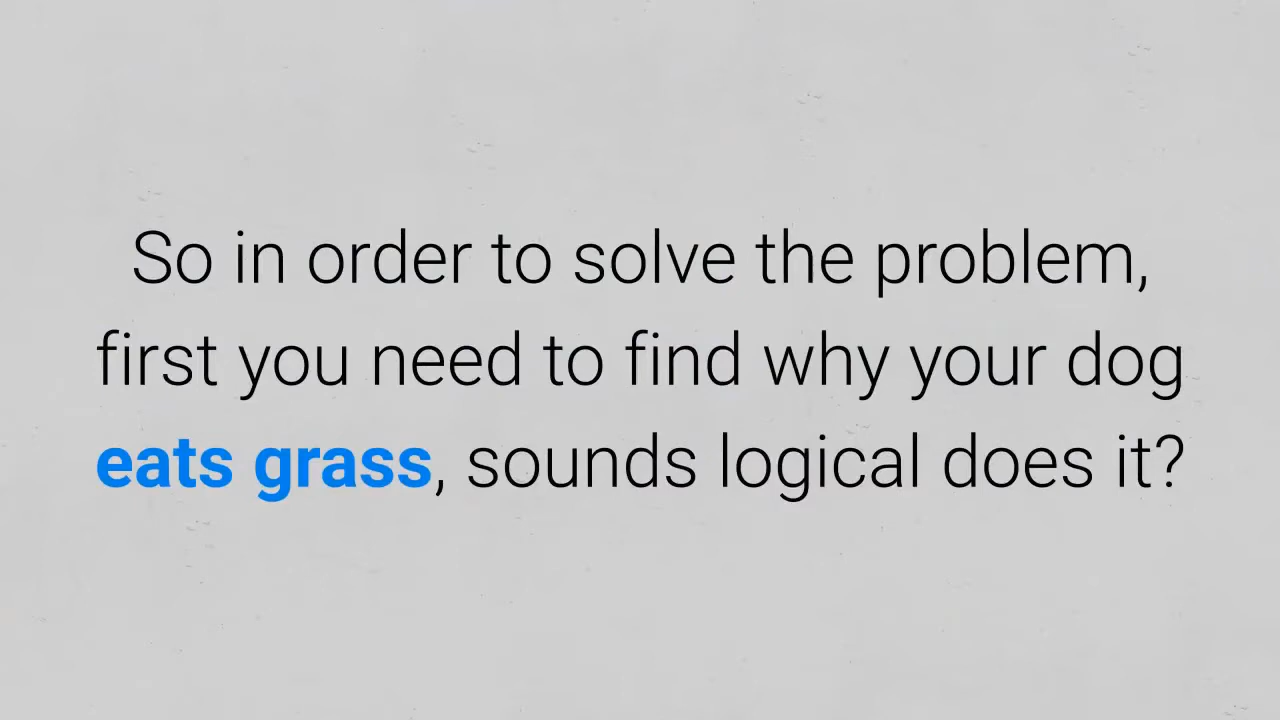 So in order to solve the problem,
first you need to find why your dog
eats grass, sounds logical does it?